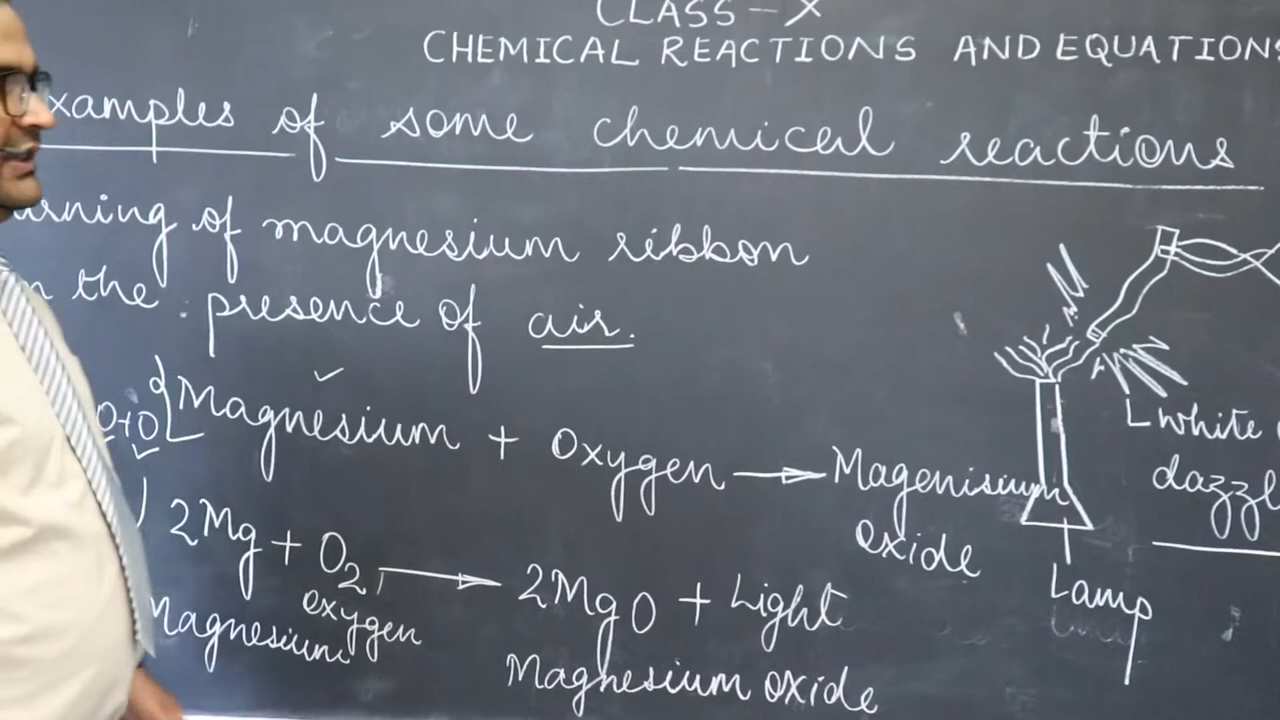 CLASS - X
CHEMICAL REACTIONS AND EQUATIONS
xamples of some chemical reactions
urning of magnesium ribbon
n the presence of air.
Magnesium + Oxygen → Magenisium
oxide
O+O
2Mg + O2 → 2MgO + Light
Magnesium oxygen
Magnesium oxide
White
dazzl
Lamp